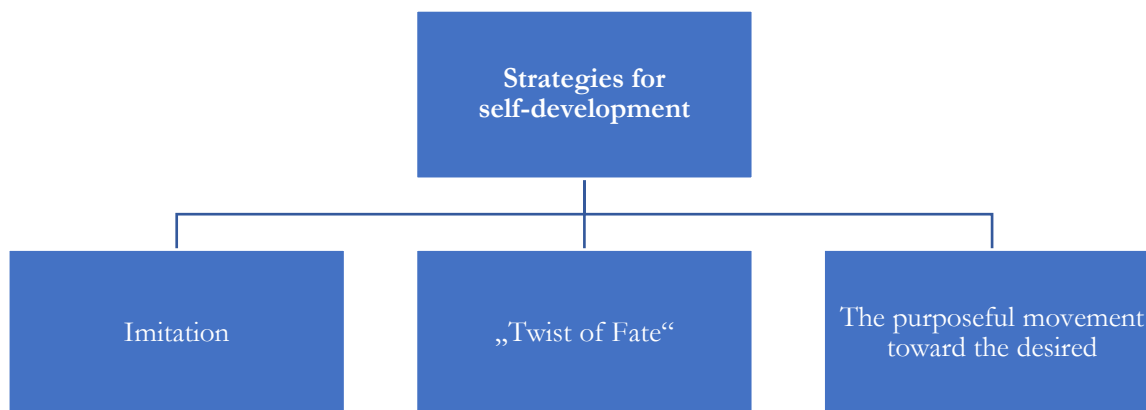 Strategies for
self-development
Imitation
„Twist of Fate“
The purposeful movement
toward the desired